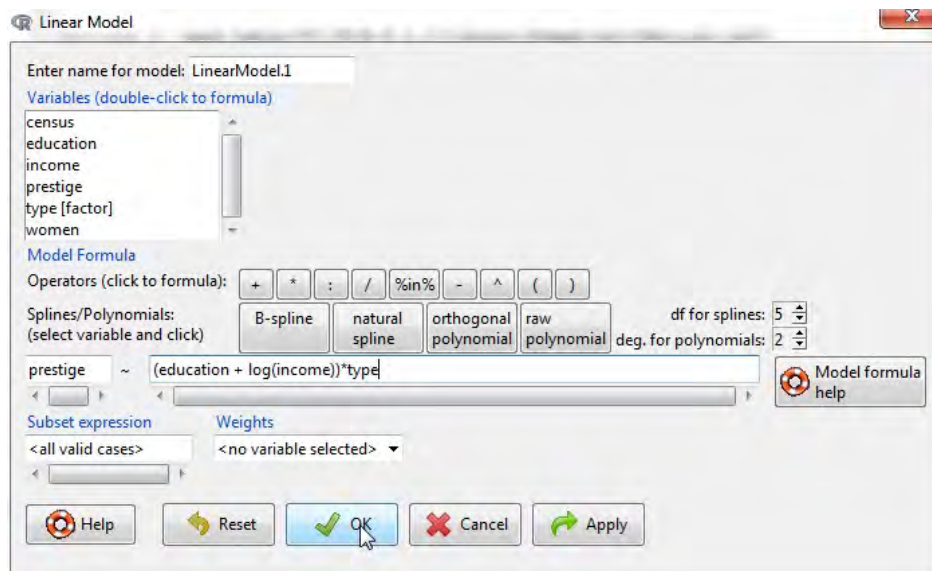 Linear Model
Enter name for model: LinearModel.1
Variables (double-click to formula)
census
education
income
prestige
type [factor]
women
Model Formula
Operators (click to formula): + * : / %in% - ^ ( )
Splines/Polynomials:
(select variable and click)
B-spline
natural
spline
orthogonal
polynomial
raw
polynomial
df for splines: 5
deg. for polynomials: 2
prestige ~ (education + log(income))*type
Model formula
help
Subset expression Weights
<all valid cases> <no variable selected>
Help Reset OK Cancel Apply